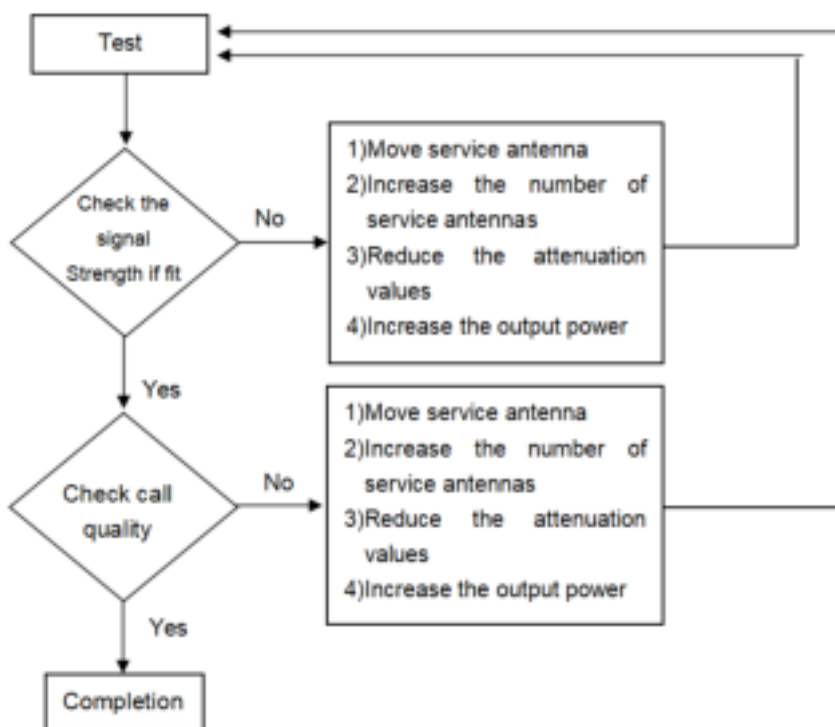 Test
Check the
signal
Strength if fit
No
1)Move service antenna
2)Increase the number of
service antennas
3)Reduce the attenuation
values
4)Increase the output power
Yes
Check call
quality
No
1)Move service antenna
2)Increase the number of
service antennas
3)Reduce the attenuation
values
4)Increase the output power
Yes
Completion